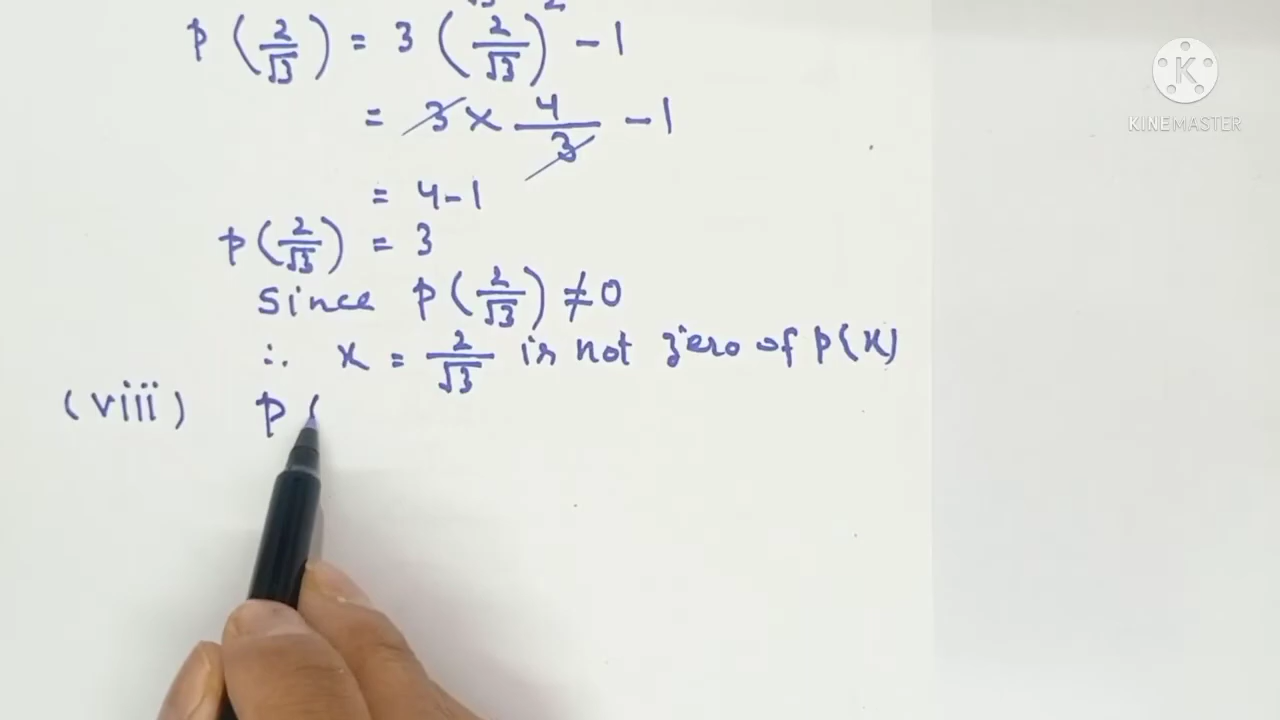 p(2/√3) = 3(2/√3)² - 1
= 3 × 4/3 - 1
= 4 - 1
p(2/√3) = 3
Since p(2/√3) ≠ 0
∴ x = 2/√3 is not zero of p(x)
(viii) p(
KINEMASTER